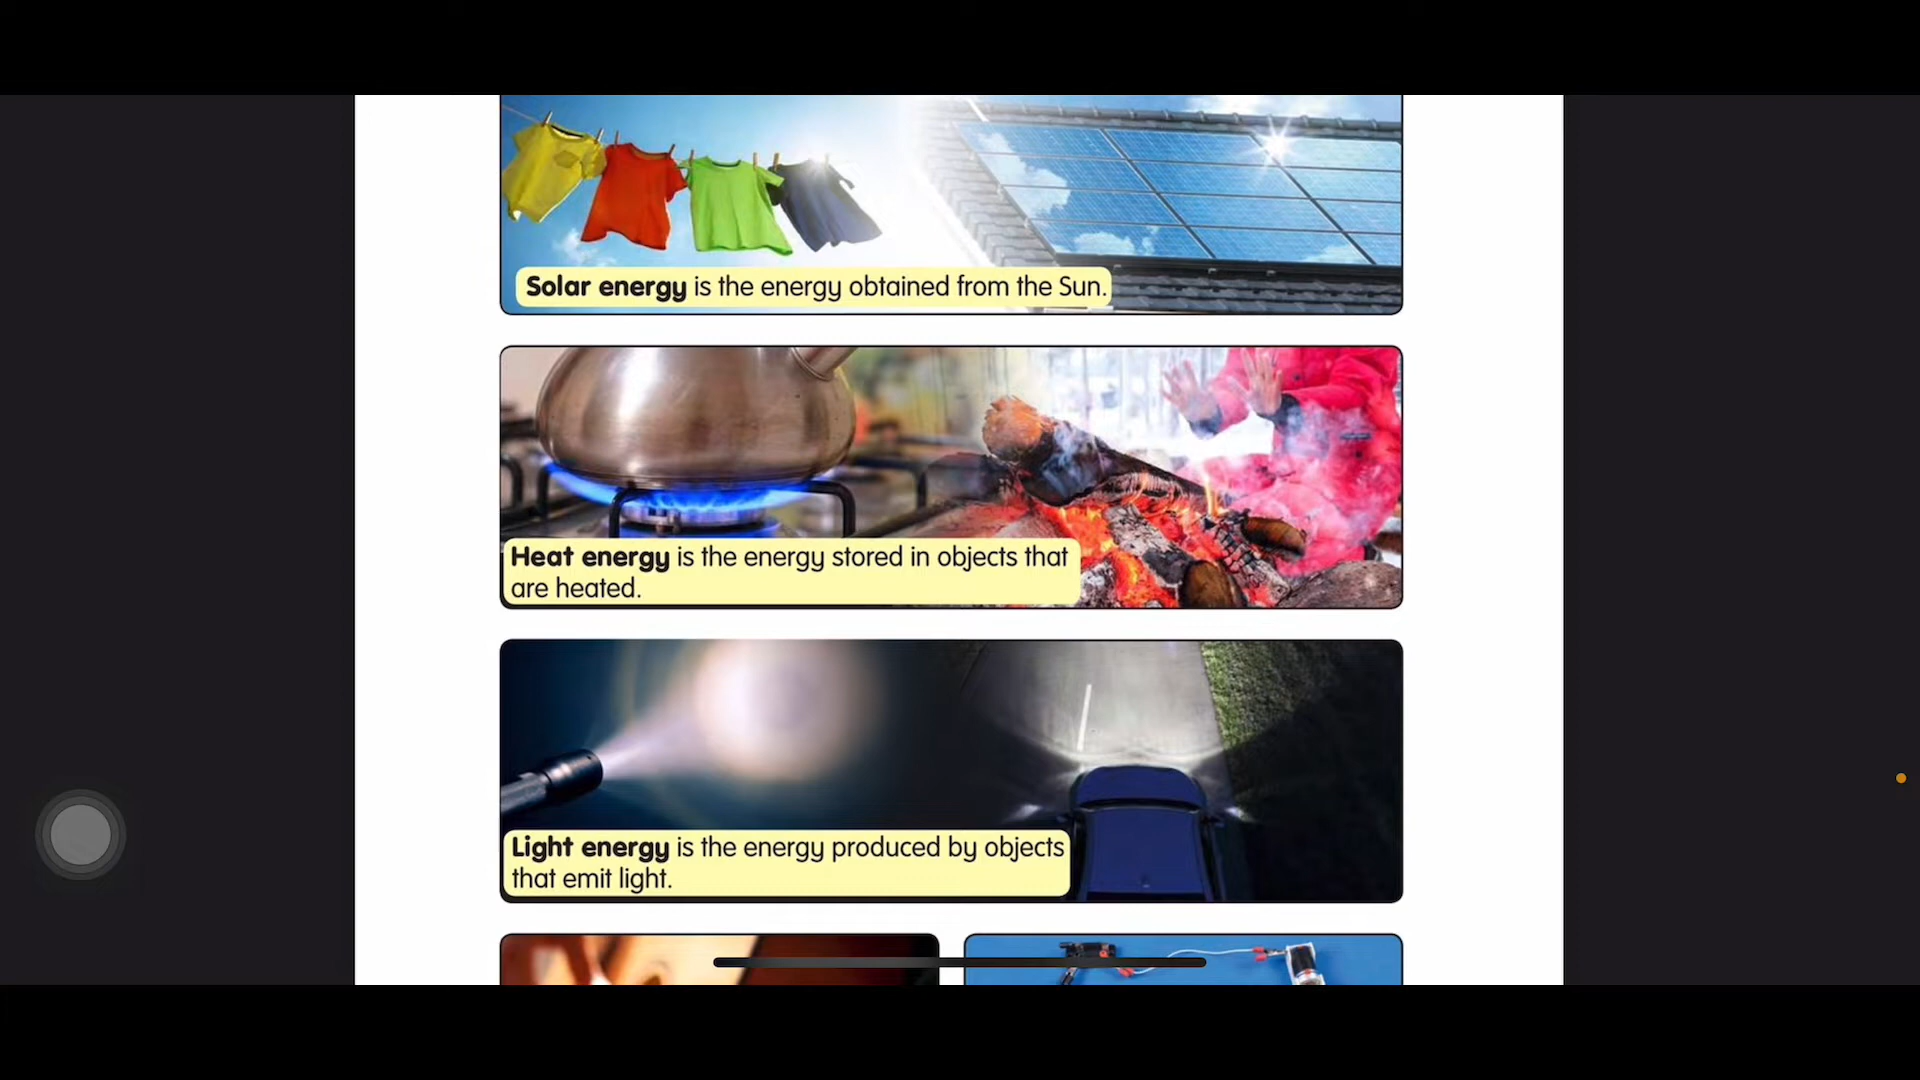 Solar energy is the energy obtained from the Sun.
Heat energy is the energy stored in objects that
are heated.
Light energy is the energy produced by objects
that emit light.